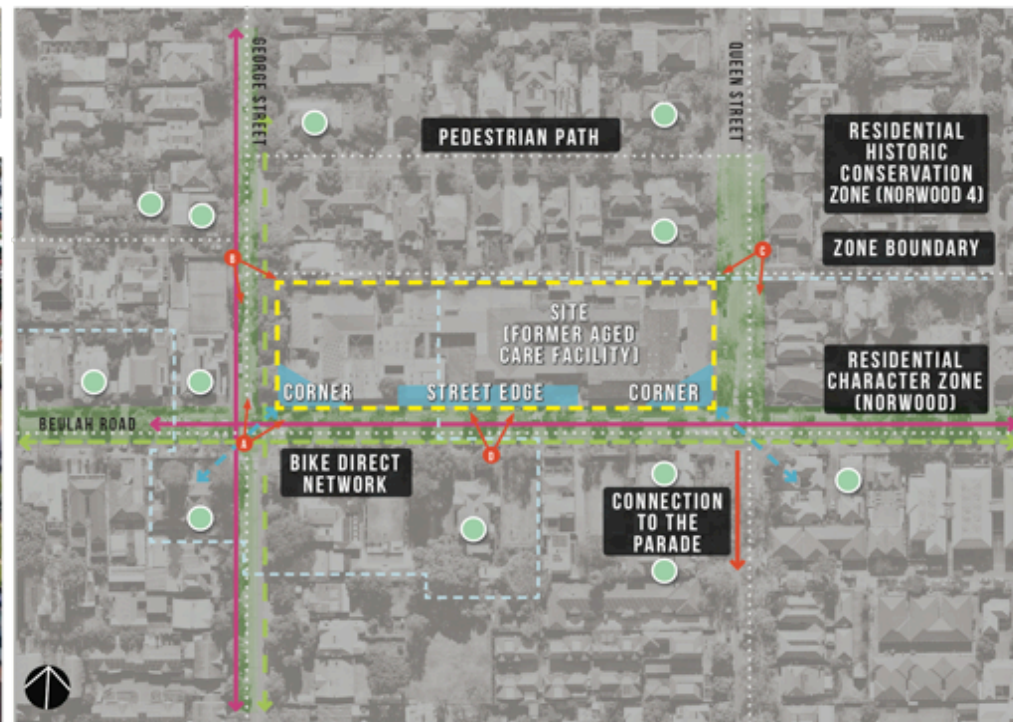 GEORGE STREET
QUEEN STREET
PEDESTRIAN PATH
RESIDENTIAL
HISTORIC
CONSERVATION
ZONE (NORWOOD 4)
ZONE BOUNDARY
B
C
SITE
(FORMER AGED
CARE FACILITY)
CORNER
STREET EDGE
CORNER
RESIDENTIAL
CHARACTER ZONE
(NORWOOD)
BEULAH ROAD
A
D
BIKE DIRECT
NETWORK
CONNECTION
TO THE
PARADE